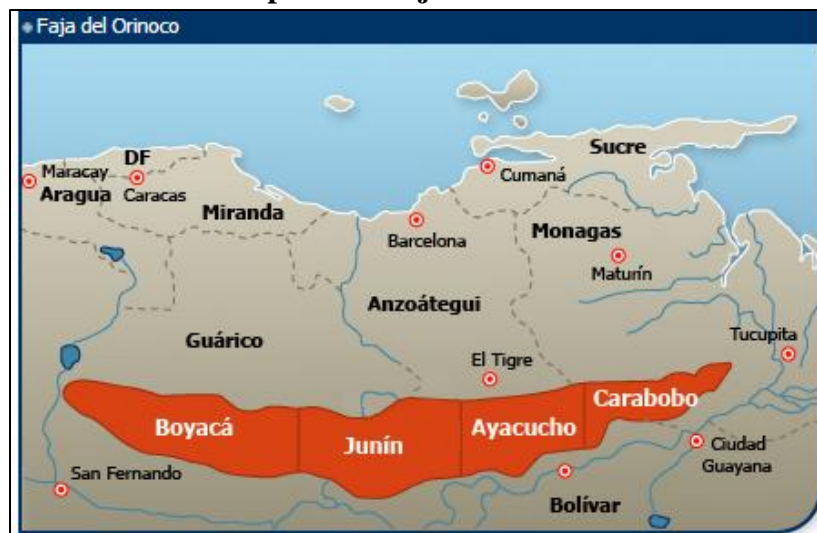 Faja del Orinoco
Sucre
DF
Maracay
Cumaná
Aragua
Caracas
Miranda
Barcelona
Monagas
Maturín
Anzoátegui
Guárico
Tucupita
El Tigre
Carabobo
Boyacá
Ayacucho
Junín
Ciudad
Guayana
San Fernando
Bolívar